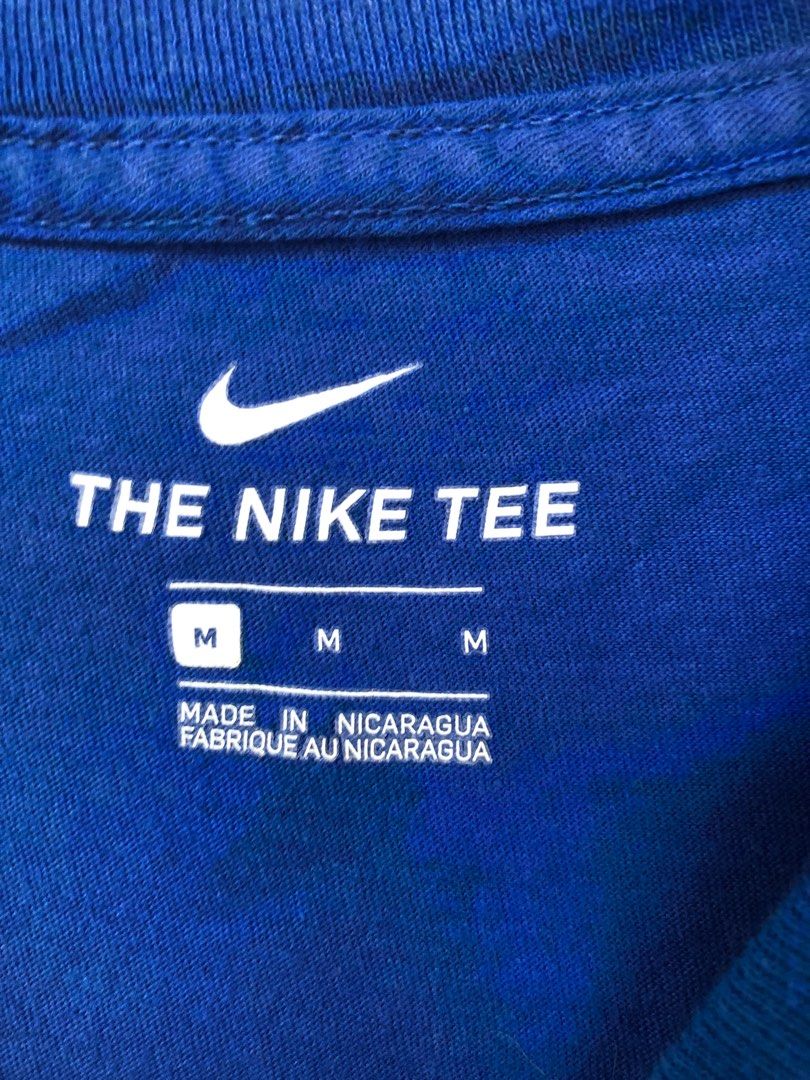 THE NIKE TEE
M M M
MADE IN NICARAGUA
FABRIQUE AU NICARAGUA